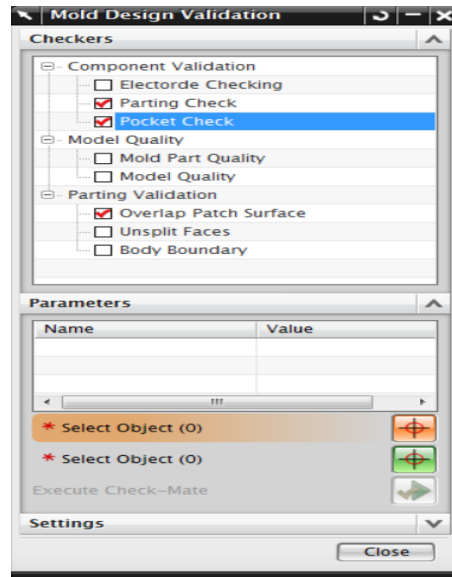 Mold Design Validation
Checkers
Component Validation
Electorde Checking
Parting Check
Pocket Check
Model Quality
Mold Part Quality
Model Quality
Parting Validation
Overlap Patch Surface
Unsplit Faces
Body Boundary
Parameters
Name Value
* Select Object (0)
* Select Object (0)
Execute Check-Mate
Settings
Close